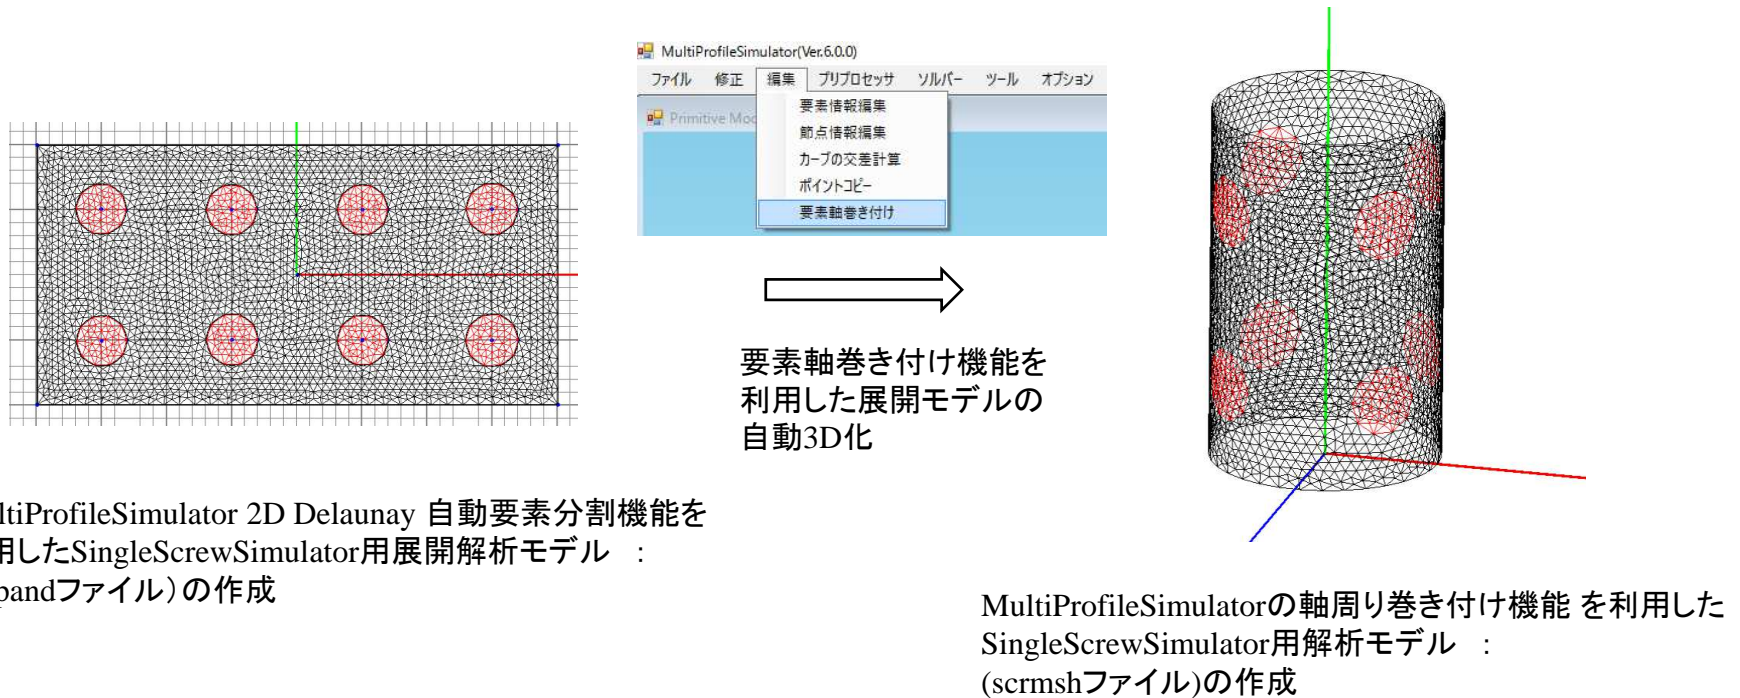 MultiProfileSimulator(Ver.6.0.0)
ファイル 修正 編集 プリプロセッサ ソルバー ツール オプション
Primitive Mod
要素情報編集
節点情報編集
カーブの交差計算
ポイントコピー
要素軸巻き付け
要素軸巻き付け機能を
利用した展開モデルの
自動3D化
ltiProfileSimulator 2D Delaunay 自動要素分割機能を
用したSingleScrewSimulator用展開解析モデル ：
pandファイル）の作成
MultiProfileSimulatorの軸周り巻き付け機能 を利用した
SingleScrewSimulator用解析モデル ：
(scrmshファイル)の作成